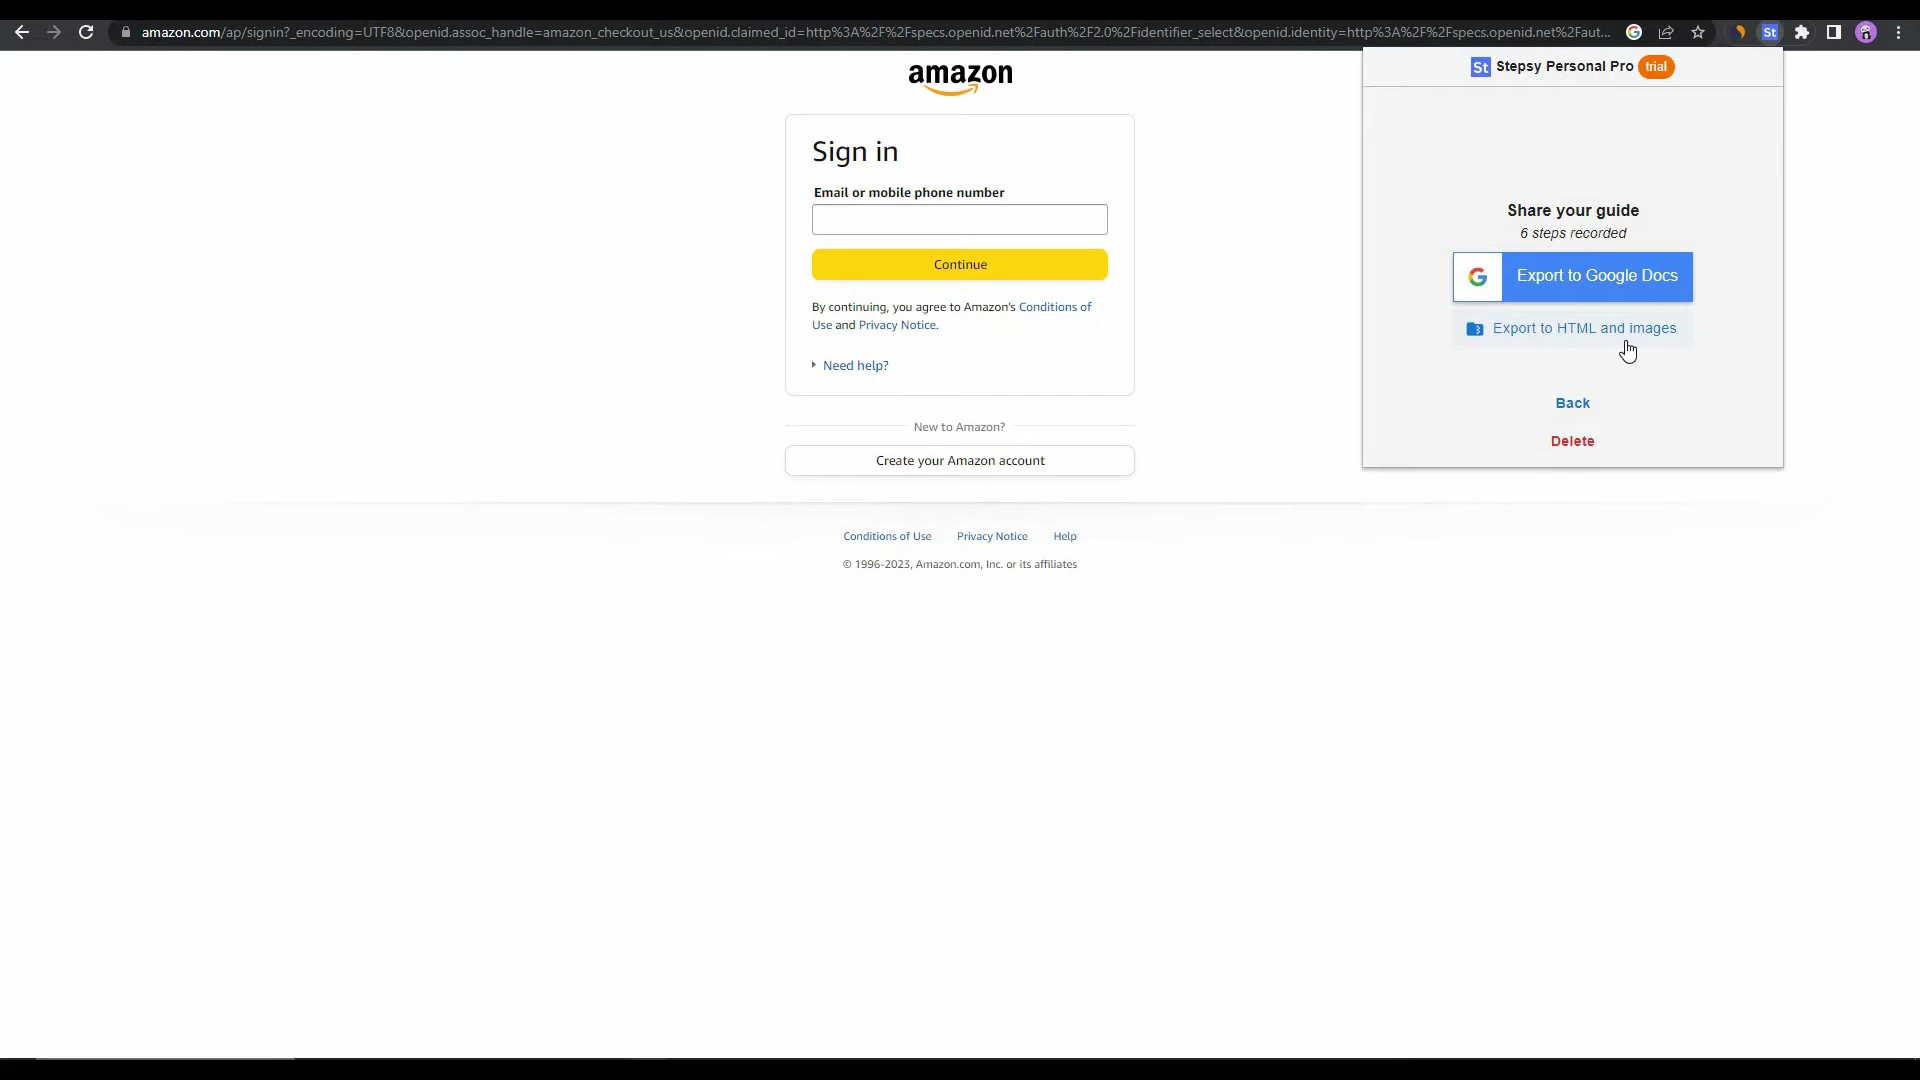 amazon.com/ap/signin?_encoding=UTF8&openid.assoc_handle=amazon_checkout_us&openid.claimed_id=http%3A%2F%2Fspecs.openid.net%2Fauth%2F2.0%2Fidentifier_select&openid.identity=http%3A%2F%2Fspecs.openid.net%2Faut...
St
amazon
Sign in
Email or mobile phone number
Continue
By continuing, you agree to Amazon's Conditions of
Use and Privacy Notice.
Need help?
New to Amazon?
Create your Amazon account
Conditions of Use Privacy Notice Help
© 1996-2023, Amazon.com, Inc. or its affiliates
St Stepsy Personal Pro trial
Share your guide
6 steps recorded
G Export to Google Docs
Export to HTML and images
Back
Delete